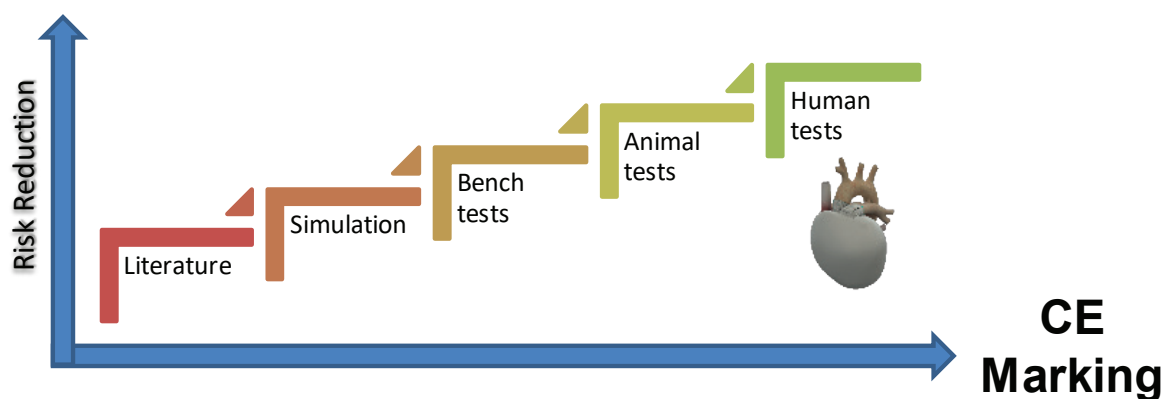 Risk Reduction
Literature
Simulation
Bench
tests
Animal
tests
Human
tests
CE
Marking